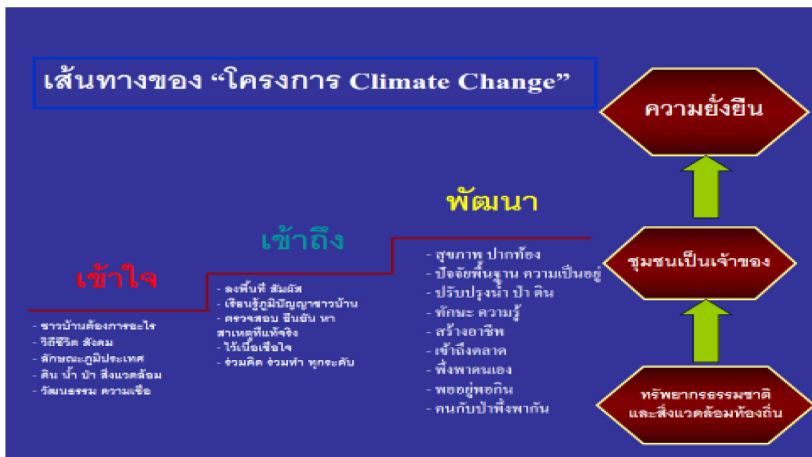 เส้นทางของ “โครงการ Climate Change”
เข้าใจ
- ชาวบ้านต้องการอะไร
- วิถีชีวิต สังคม
- ลักษณะภูมิประเทศ
- ดิน น้ำ ป่า สิ่งแวดล้อม
- วัฒนธรรม ความเชื่อ
เข้าถึง
- ลงพื้นที่ สัมผัส
- เรียนรู้ภูมิปัญญาชาวบ้าน
- ตรวจสอบ ยืนยัน หา
สาเหตุที่แท้จริง
- ไว้เนื้อเชื่อใจ
- ร่วมคิด ร่วมทำ ทุกระดับ
พัฒนา
- สุขภาพ ปากท้อง
- ปัจจัยพื้นฐาน ความเป็นอยู่
- ปรับปรุงน้ำ ป่า ดิน
- ทักษะ ความรู้
- สร้างอาชีพ
- เข้าถึงตลาด
- พึ่งพาตนเอง
- พออยู่พอกิน
- คนกับป่าพึ่งพากัน
ความยั่งยืน
ชุมชนเป็นเจ้าของ
ทรัพยากรธรรมชาติ
และสิ่งแวดล้อมท้องถิ่น